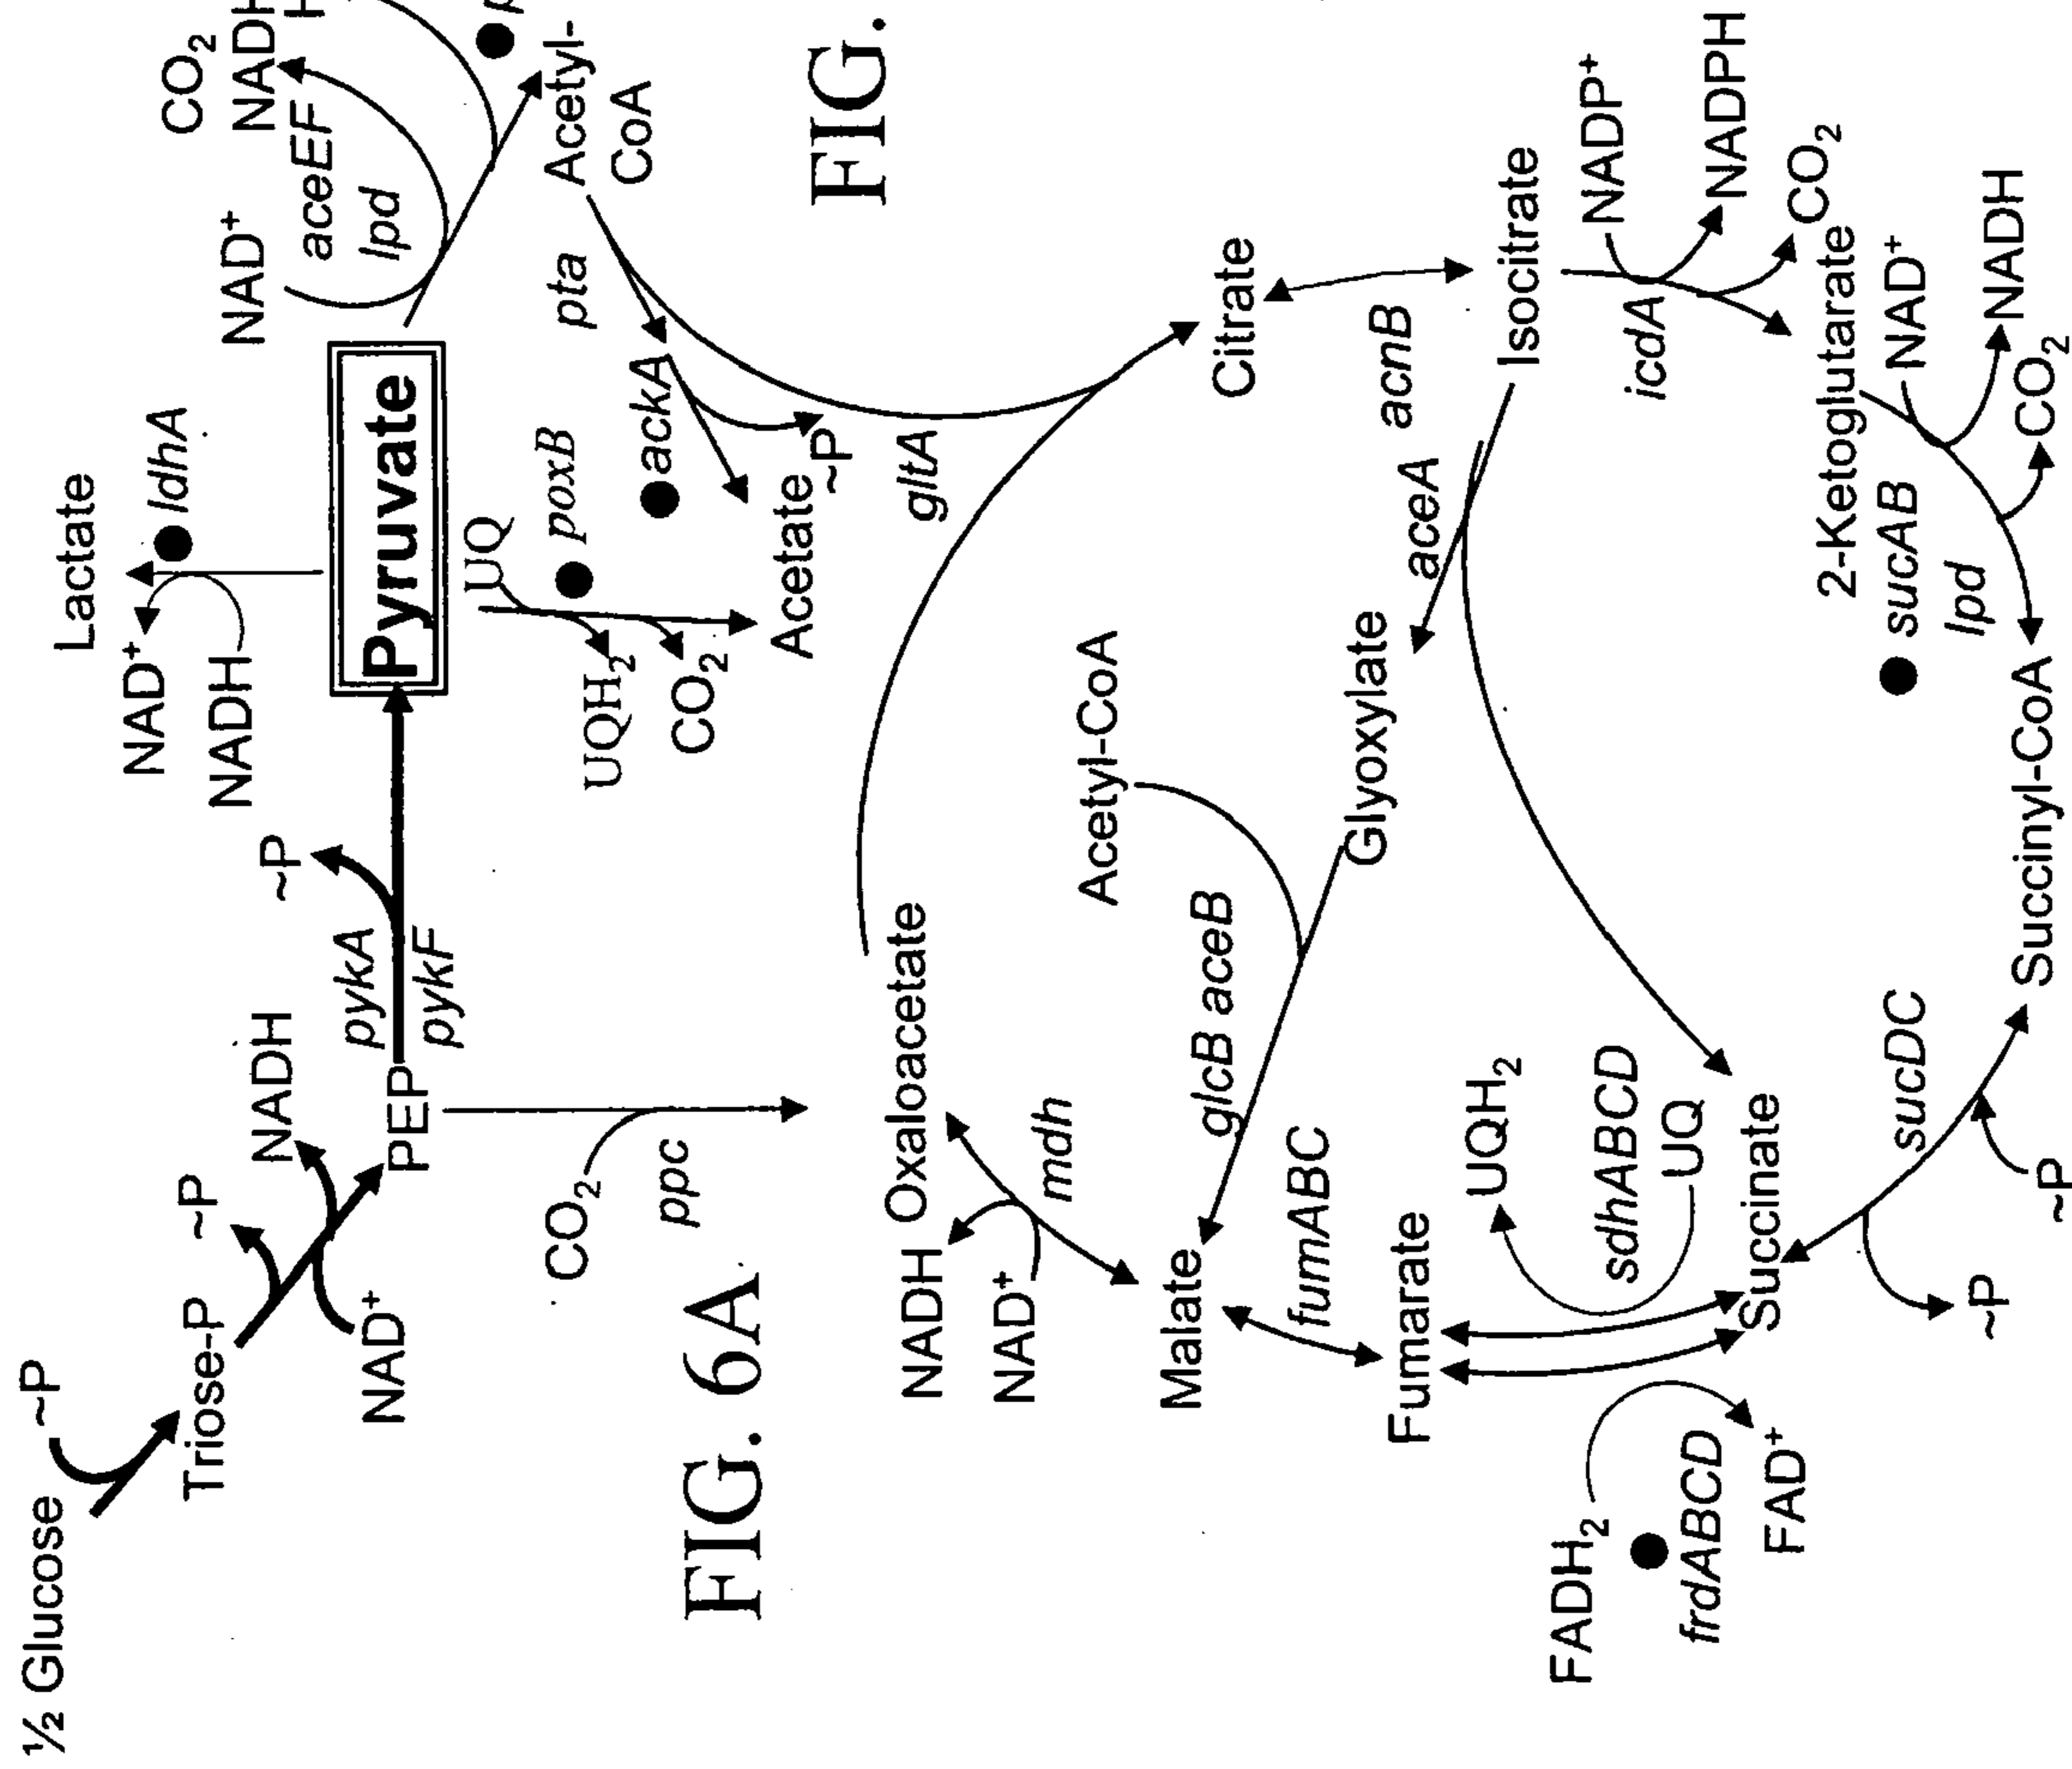 ½ Glucose
~P
Triose-P
~P
NAD⁺
NADH
PEP
pykA
pykF
~P
Pyruvate
NADH
NAD⁺
Lactate
ldhA
NAD⁺
aceEF
lpd
CO₂
NADH
Acetyl-
CoA
UQ
poxB
UQH₂
CO₂
Acetate
pta
ackA
~P
CO₂
ppc
FIG. 6A
FIG.
Oxaloacetate
gltA
Citrate
acnB
Isocitrate
NADP⁺
NADPH
CO₂
icdA
2-Ketoglutarate
NAD⁺
NADH
CO₂
sucAB
lpd
Succinyl-CoA
sucDC
~P
~P
Succinate
sdhABCD
UQ
UQH₂
FADH₂
frdABCD
FAD⁺
Fumarate
fumABC
Malate
mdh
NADH
NAD⁺
glcB aceB
Acetyl-CoA
Glyoxylate
aceA